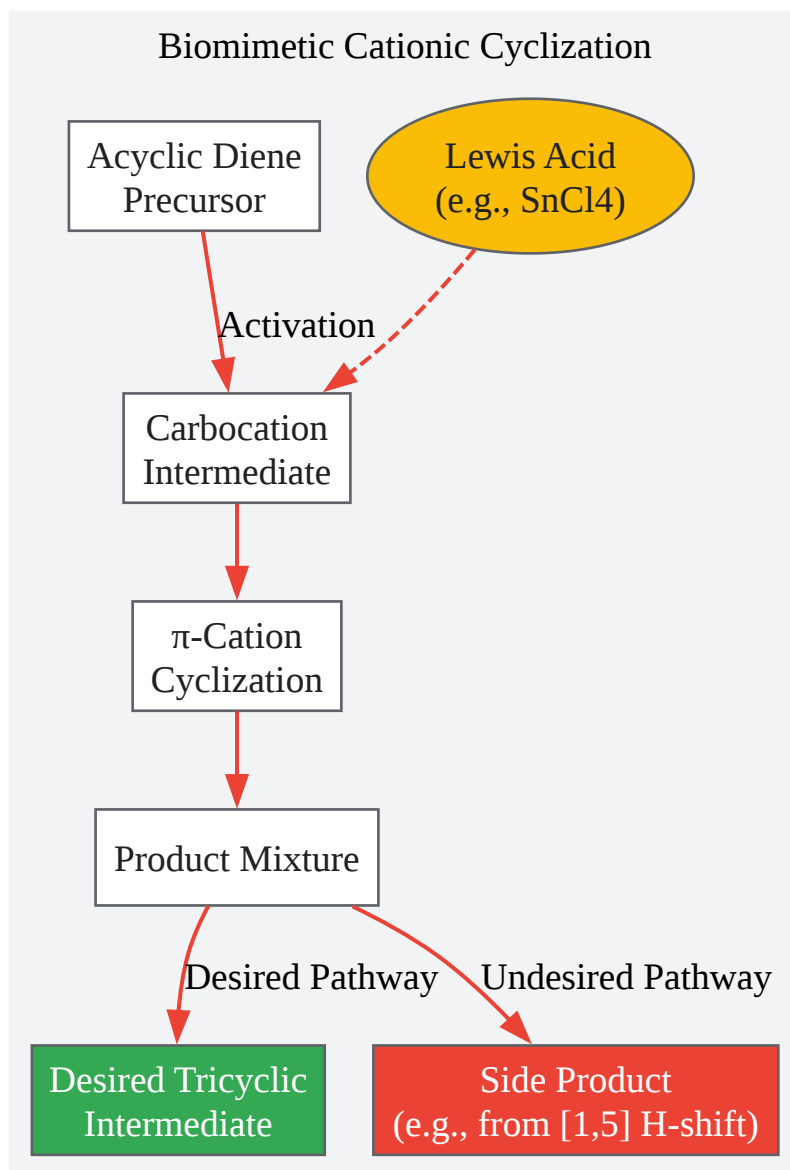 Biomimetic Cationic Cyclization
Acyclic Diene
Precursor
Lewis Acid
(e.g., SnCl4)
Activation
Carbocation
Intermediate
π-Cation
Cyclization
Product Mixture
Desired Pathway
Undesired Pathway
Desired Tricyclic
Intermediate
Side Product
(e.g., from [1,5] H-shift)